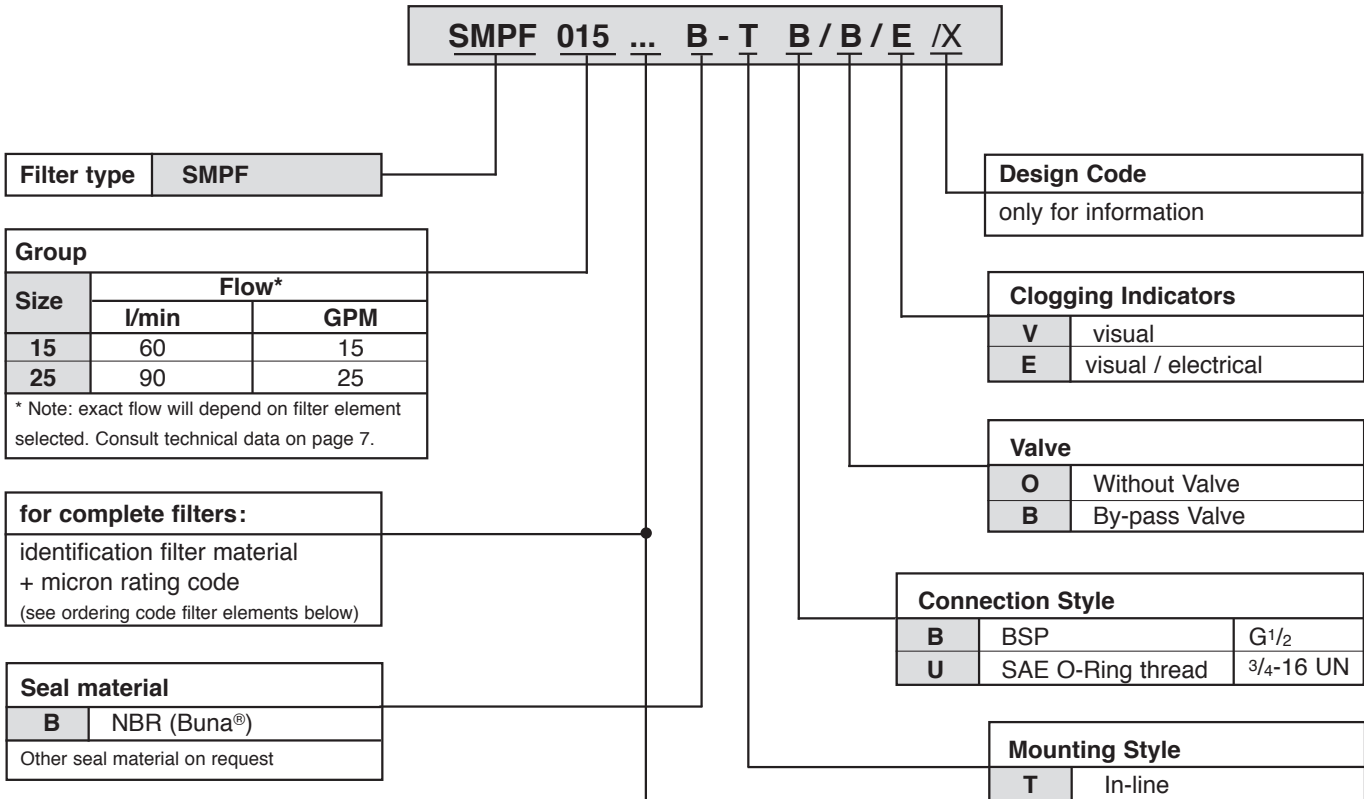 SMPF 015 ... B - T B / B / E /X
Filter type SMPF
Group
Size Flow*
l/min GPM
15 60 15
25 90 25
* Note: exact flow will depend on filter element
selected. Consult technical data on page 7.
for complete filters:
identification filter material
+ micron rating code
(see ordering code filter elements below)
Seal material
B NBR (Buna®)
Other seal material on request
Design Code
only for information
Clogging Indicators
V visual
E visual / electrical
Valve
O Without Valve
B By-pass Valve
Connection Style
B BSP G1/2
U SAE O-Ring thread 3/4-16 UN
Mounting Style
T In-line